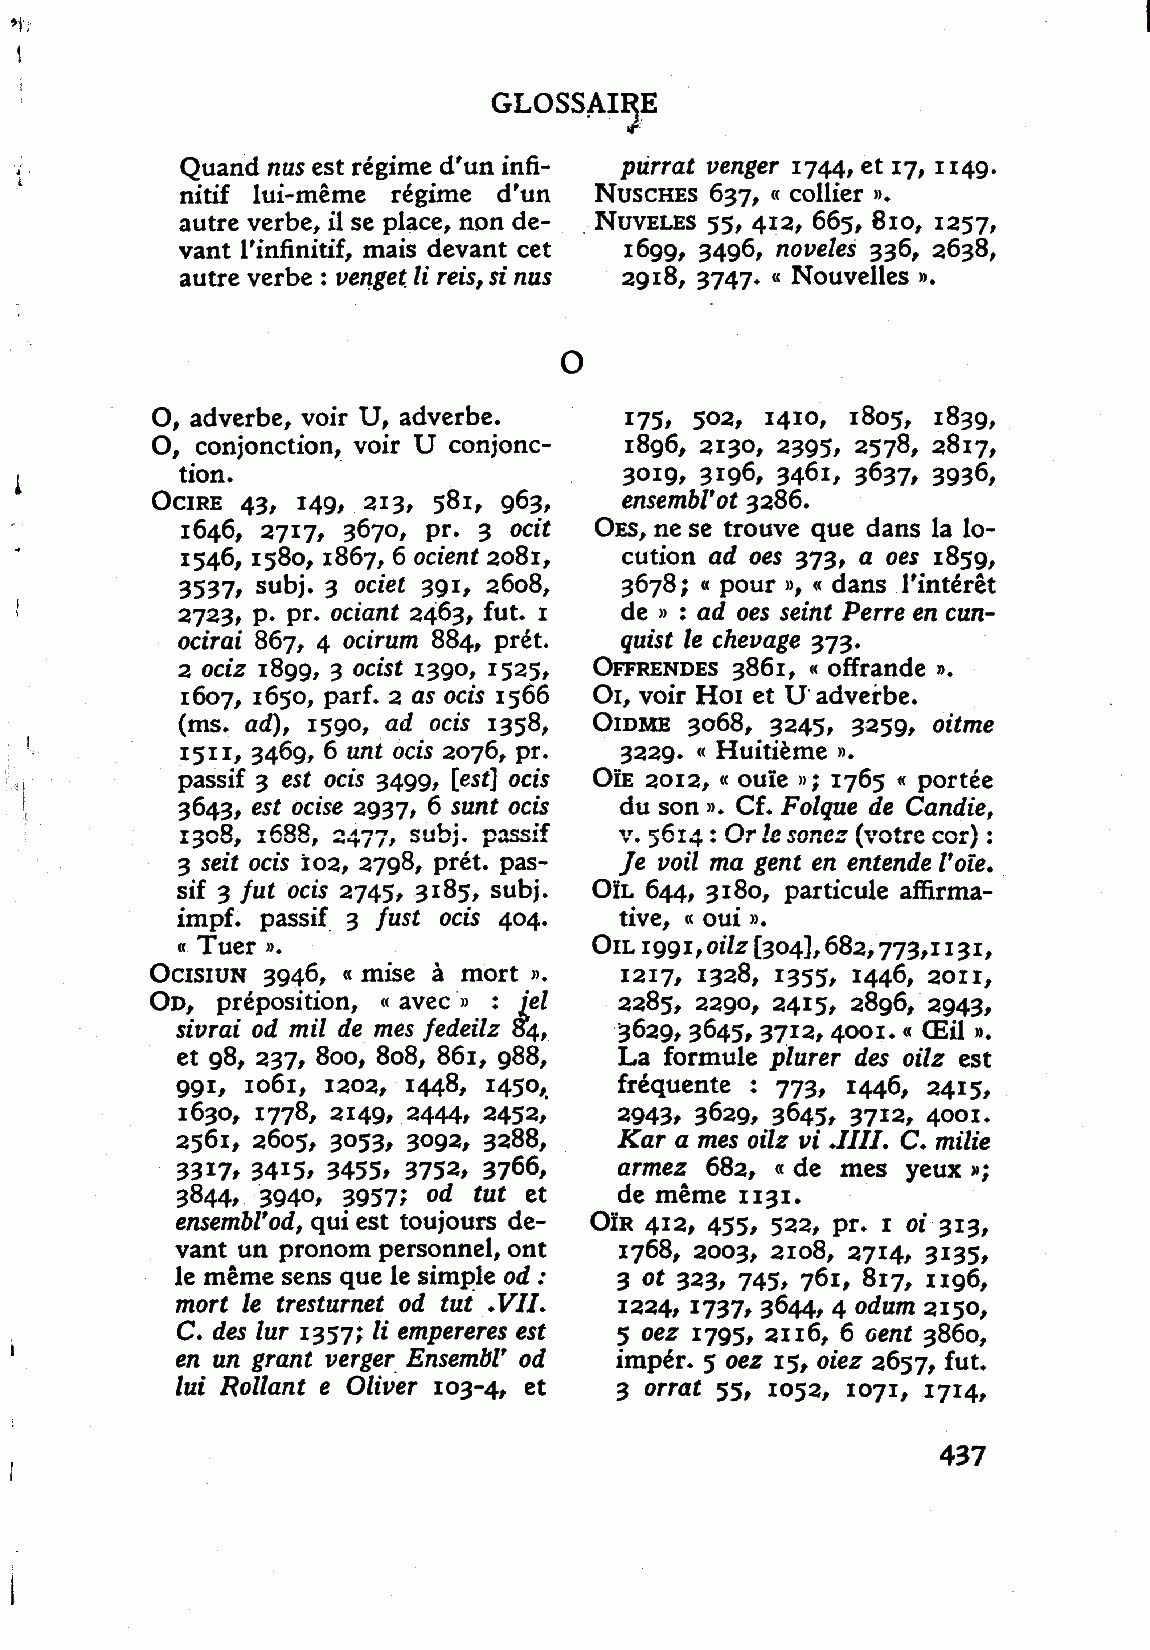 GLOSSAIRE
Quand nus est régime d'un infi-
nitif lui-même régime d'un
autre verbe, il se place, non de-
vant l'infinitif, mais devant cet
autre verbe : venget li reis, si nus
purrat venger 1744, et 17, 1149.
NUSCHES 637, « collier ».
NUVELES 55, 412, 665, 810, 1257,
1699, 3496, noveles 336, 2638,
2918, 3747. « Nouvelles ».
O
O, adverbe, voir U, adverbe.
O, conjonction, voir U conjonc-
tion.
OCIRE 43, 149, 213, 581, 963,
1646, 2717, 3670, pr. 3 ocit
1546, 1580, 1867, 6 ocient 2081,
3537, subj. 3 ociet 391, 2608,
2723, p. pr. ociant 2463, fut. 1
ocirai 867, 4 ocirum 884, prét.
2 ociz 1899, 3 ocist 1390, 1525,
1607, 1650, parf. 2 as ocis 1566
(ms. ad), 1590, ad ocis 1358,
1511, 3469, 6 unt ocis 2076, pr.
passif 3 est ocis 3499, [est] ocis
3643, est ocise 2937, 6 sunt ocis
1308, 1688, 2477, subj. passif
3 seit ocis 102, 2798, prét. pas-
sif 3 fut ocis 2745, 3185, subj.
impf. passif 3 fust ocis 404.
« Tuer ».
OCISIUN 3946, « mise à mort ».
OD, préposition, « avec » : jel
sivrai od mil de mes fedeilz 84,
et 98, 237, 800, 808, 861, 988,
991, 1061, 1202, 1448, 1450,
1630, 1778, 2149, 2444, 2452,
2561, 2605, 3053, 3092, 3288,
3317, 3415, 3455, 3752, 3766,
3844, 3940, 3957; od tut et
ensembl'od, qui est toujours de-
vant un pronom personnel, ont
le même sens que le simple od :
mort le tresturnet od tut .VII.
C. des lur 1357; li empereres est
en un grant verger Ensembl' od
lui Rollant e Oliver 103-4, et
175, 502, 1410, 1805, 1839,
1896, 2130, 2395, 2578, 2817,
3019, 3196, 3461, 3637, 3936,
ensembl'ot 3286.
OES, ne se trouve que dans la lo-
cution ad oes 373, a oes 1859,
3678; « pour », « dans l'intérêt
de » : ad oes seint Perre en cun-
quist le chevage 373.
OFFRENDES 3861, « offrande ».
OI, voir HOI et U adverbe.
OIDME 3068, 3245, 3259, oitme
3229. « Huitième ».
OÏE 2012, « ouïe »; 1765 « portée
du son ». Cf. Folque de Candie,
v. 5614 : Or le sonez (votre cor) :
Je voil ma gent en entende l'oïe.
OÏL 644, 3180, particule affirma-
tive, « oui ».
OIL 1991, oilz [304], 682, 773, 1131,
1217, 1328, 1355, 1446, 2011,
2285, 2290, 2415, 2896, 2943,
3629, 3645, 3712, 4001. « Œil ».
La formule plurer des oilz est
fréquente : 773, 1446, 2415,
2943, 3629, 3645, 3712, 4001.
Kar a mes oilz vi .IIII. C. milie
armez 682, « de mes yeux »;
de même 1131.
OÏR 412, 455, 522, pr. 1 oi 313,
1768, 2003, 2108, 2714, 3135,
3 ot 323, 745, 761, 817, 1196,
1224, 1737, 3644, 4 odum 2150,
5 oez 1795, 2116, 6 oent 3860,
impér. 5 oez 15, oiez 2657, fut.
3 orrat 55, 1052, 1071, 1714,
437